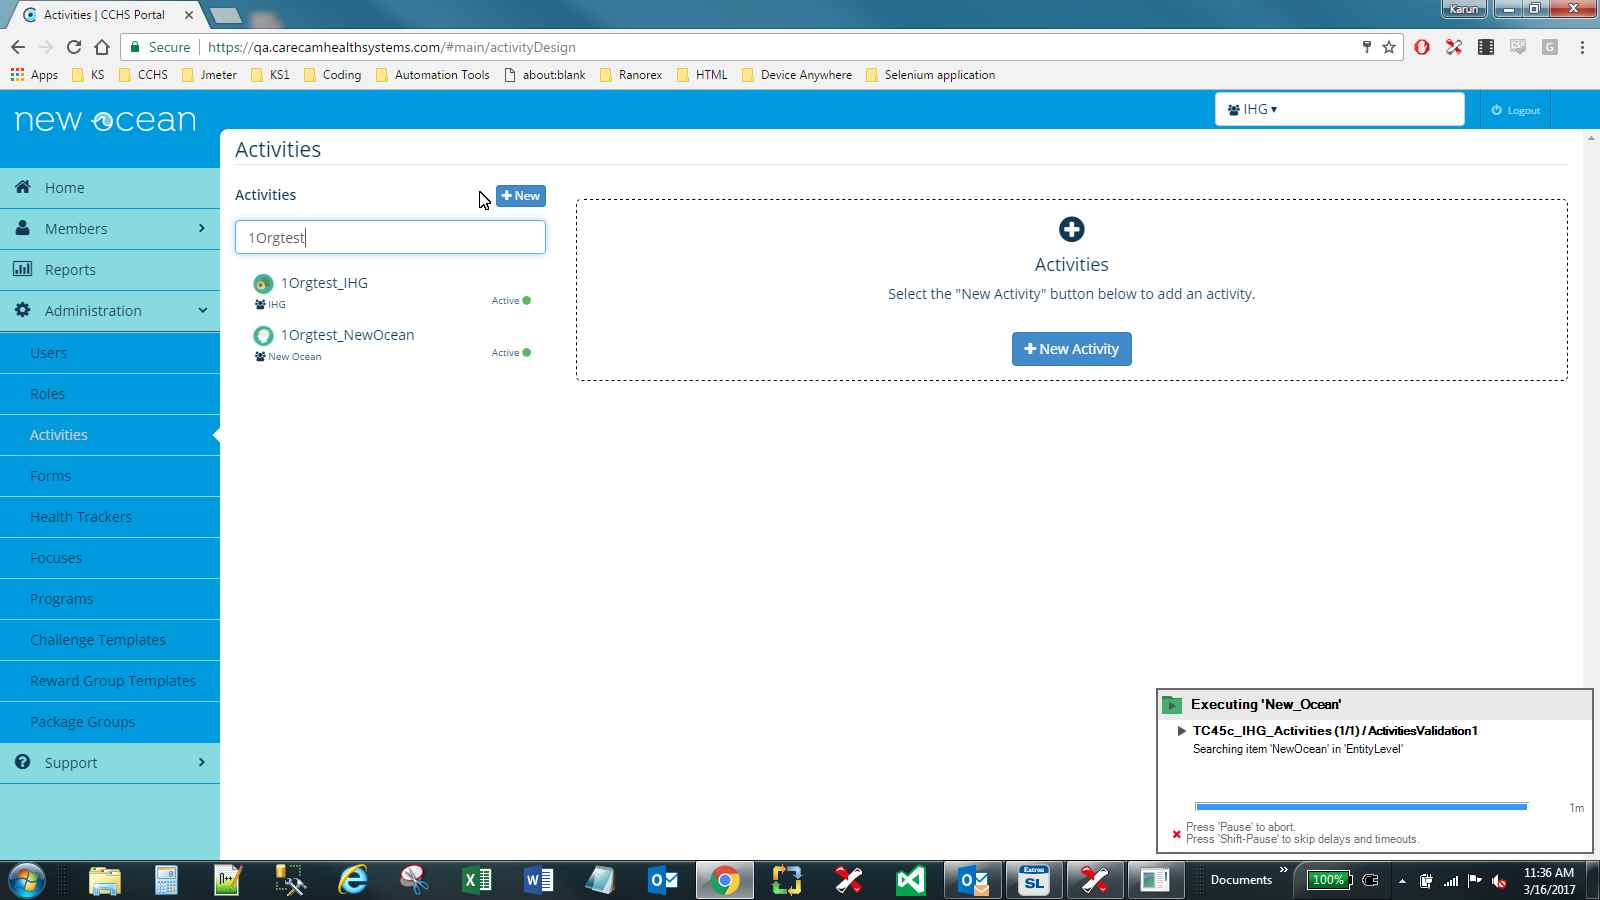 Activities | CCHS Portal
Karun
Secure
https://qa.carecamhealthsystems.com/#main/activityDesign
Apps
KS
CCHS
Jmeter
KS1
Coding
Automation Tools
about:blank
Ranorex
HTML
Device Anywhere
Selenium application
new ocean
IHG
Logout
Home
Members
Reports
Administration
Users
Roles
Activities
Forms
Health Trackers
Focuses
Programs
Challenge Templates
Reward Group Templates
Package Groups
Support
Activities
Activities
New
1Orgtest
1Orgtest_IHG
IHG
Active
1Orgtest_NewOcean
New Ocean
Active
Activities
Select the "New Activity" button below to add an activity.
New Activity
Executing 'New_Ocean'
TC45c_IHG_Activities (1/1) / ActivitiesValidation1
Searching item 'NewOcean' in 'EntityLevel'
1m
Press 'Pause' to abort.
Press 'Shift-Pause' to skip delays and timeouts.
Extron
SL
Documents
100%
11:36 AM
3/16/2017